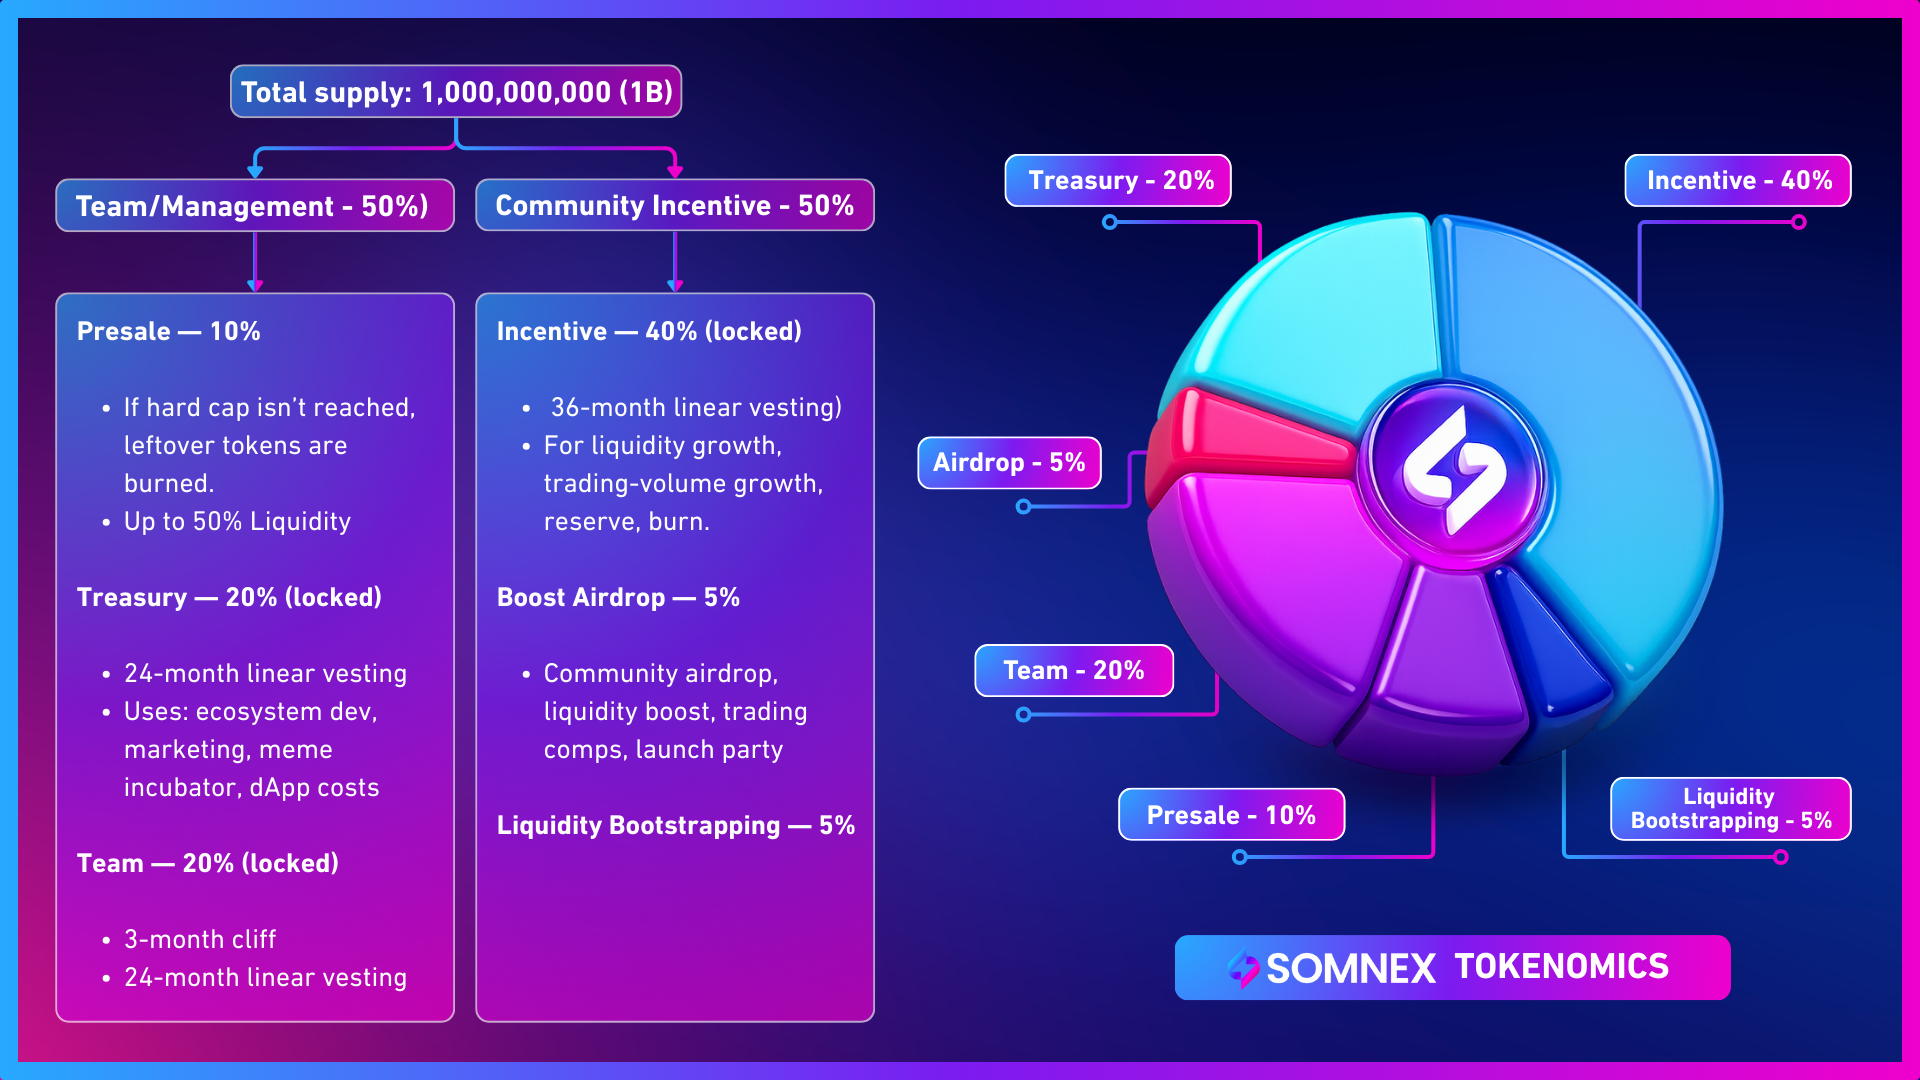 Total supply: 1,000,000,000 (1B)
Team/Management - 50%)
Presale — 10%
• If hard cap isn't reached,
leftover tokens are
burned.
• Up to 50% Liquidity
Treasury — 20% (locked)
• 24-month linear vesting
• Uses: ecosystem dev,
marketing, meme
incubator, dApp costs
Team — 20% (locked)
• 3-month cliff
• 24-month linear vesting
Community Incentive - 50%
Incentive — 40% (locked)
• 36-month linear vesting)
• For liquidity growth,
trading-volume growth,
reserve, burn.
Boost Airdrop — 5%
• Community airdrop,
liquidity boost, trading
comps, launch party
Liquidity Bootstrapping — 5%
Treasury - 20%
Incentive - 40%
Airdrop - 5%
Team - 20%
Presale - 10%
Liquidity
Bootstrapping - 5%
SOMNEX TOKENOMICS